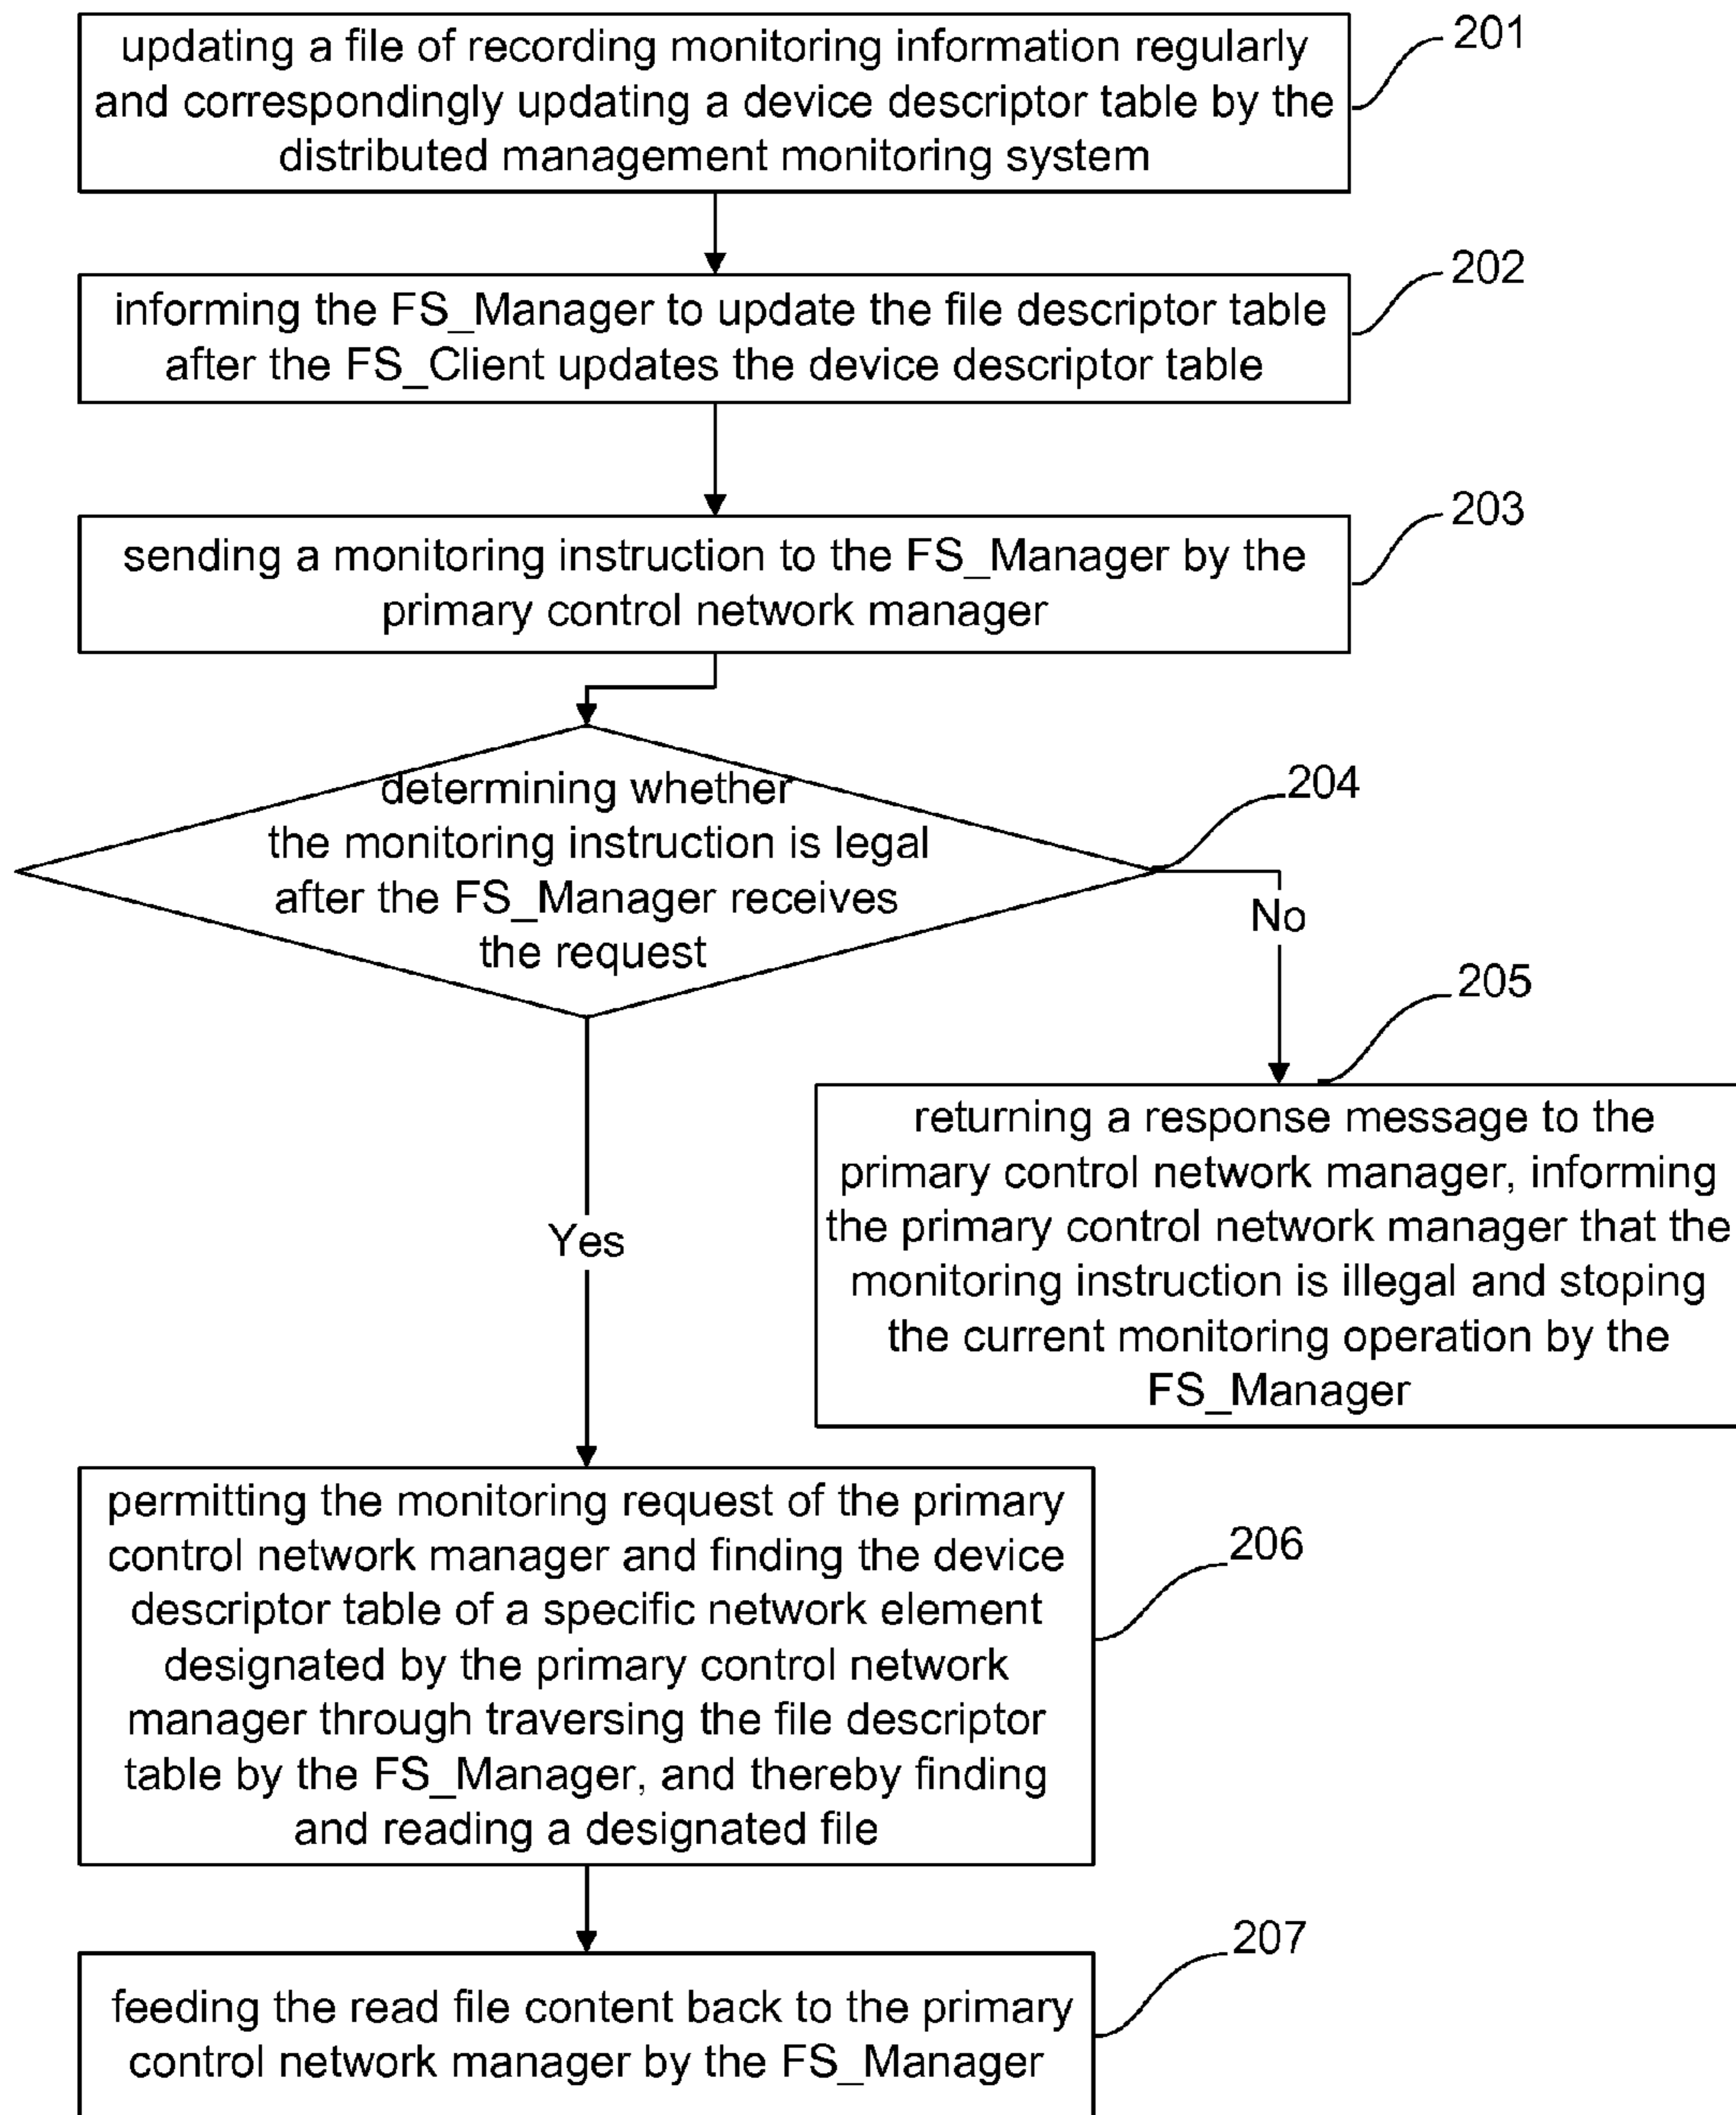 updating a file of recording monitoring information regularly
and correspondingly updating a device descriptor table by the
distributed management monitoring system
201
informing the FS_Manager to update the file descriptor table
after the FS_Client updates the device descriptor table
202
sending a monitoring instruction to the FS_Manager by the
primary control network manager
203
determining whether
the monitoring instruction is legal
after the FS_Manager receives
the request
204
No
205
returning a response message to the
primary control network manager, informing
the primary control network manager that the
monitoring instruction is illegal and stoping
the current monitoring operation by the
FS_Manager
Yes
permitting the monitoring request of the primary
control network manager and finding the device
descriptor table of a specific network element
designated by the primary control network
manager through traversing the file descriptor
table by the FS_Manager, and thereby finding
and reading a designated file
206
feeding the read file content back to the primary
control network manager by the FS_Manager
207